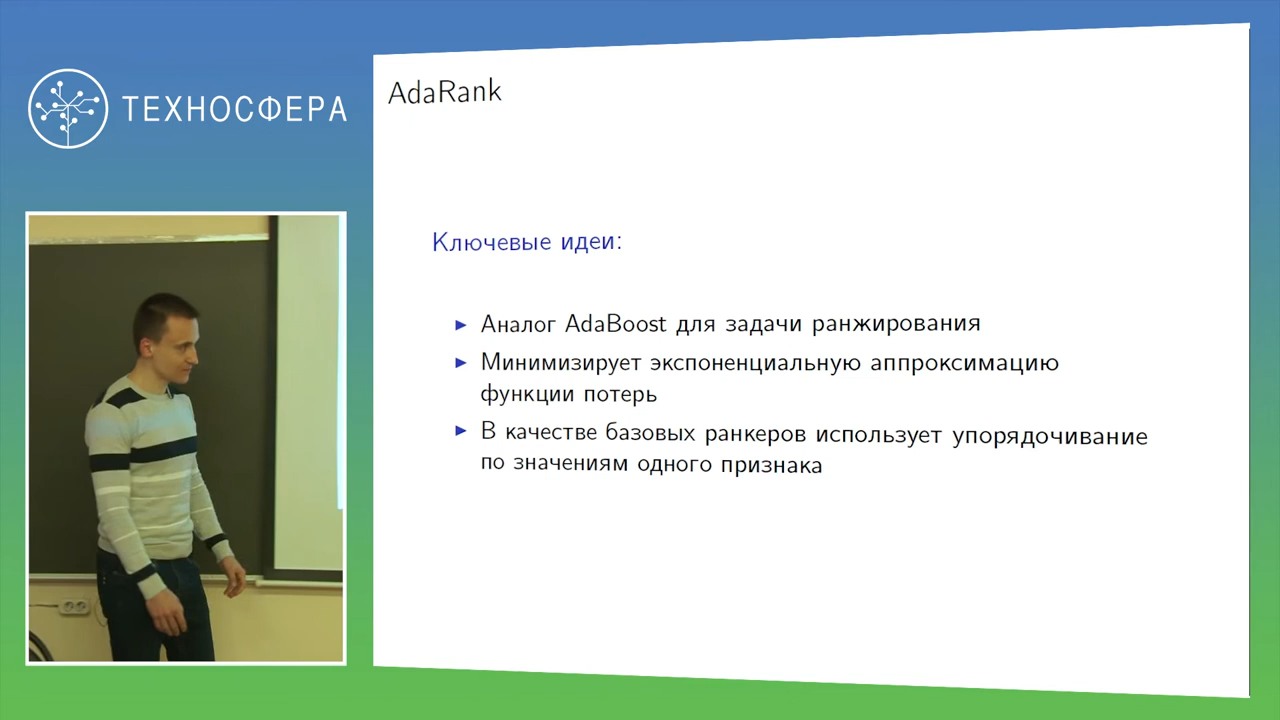 ТЕХНОСФЕРА
AdaRank
Ключевые идеи:
► Аналог AdaBoost для задачи ранжирования
► Минимизирует экспоненциальную аппроксимацию
функции потерь
► В качестве базовых ранкеров использует упорядочивание
по значениям одного признака